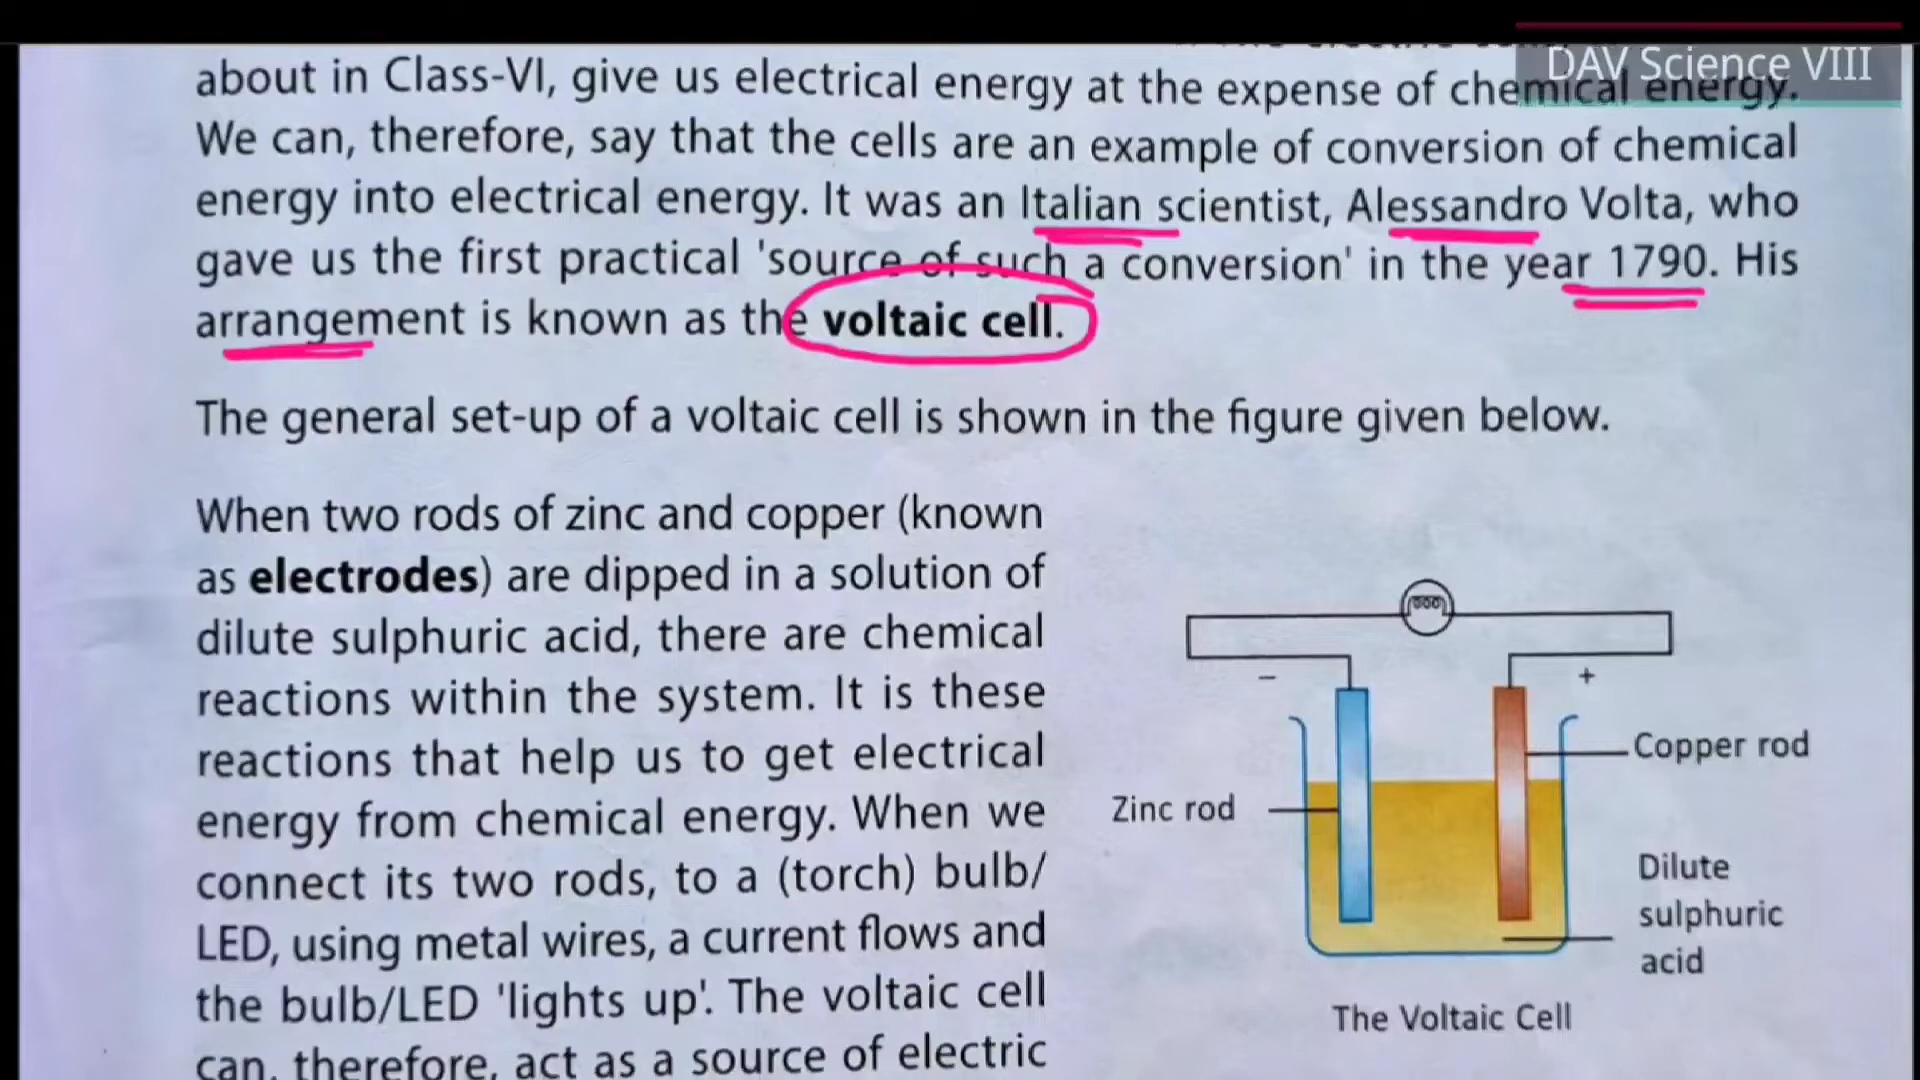 DAV Science VIII
about in Class-VI, give us electrical energy at the expense of chemical energy.
We can, therefore, say that the cells are an example of conversion of chemical
energy into electrical energy. It was an Italian scientist, Alessandro Volta, who
gave us the first practical 'source of such a conversion' in the year 1790. His
arrangement is known as the voltaic cell.
The general set-up of a voltaic cell is shown in the figure given below.
When two rods of zinc and copper (known
as electrodes) are dipped in a solution of
dilute sulphuric acid, there are chemical
reactions within the system. It is these
reactions that help us to get electrical
energy from chemical energy. When we
connect its two rods, to a (torch) bulb/
LED, using metal wires, a current flows and
the bulb/LED 'lights up'. The voltaic cell
can, therefore, act as a source of electric
− +
Copper rod
Zinc rod
Dilute
sulphuric
acid
The Voltaic Cell